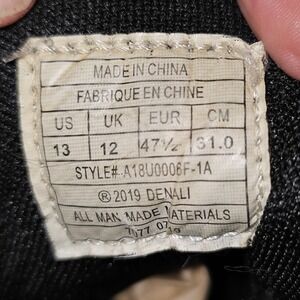 MADE IN CHINA
FABRIQUE EN CHINE
US UK EUR CM
13 12 47½ 31.0
STYLE# A18U0006F-1A
©2019 DENALI
ALL MAN MADE MATERIALS
7077